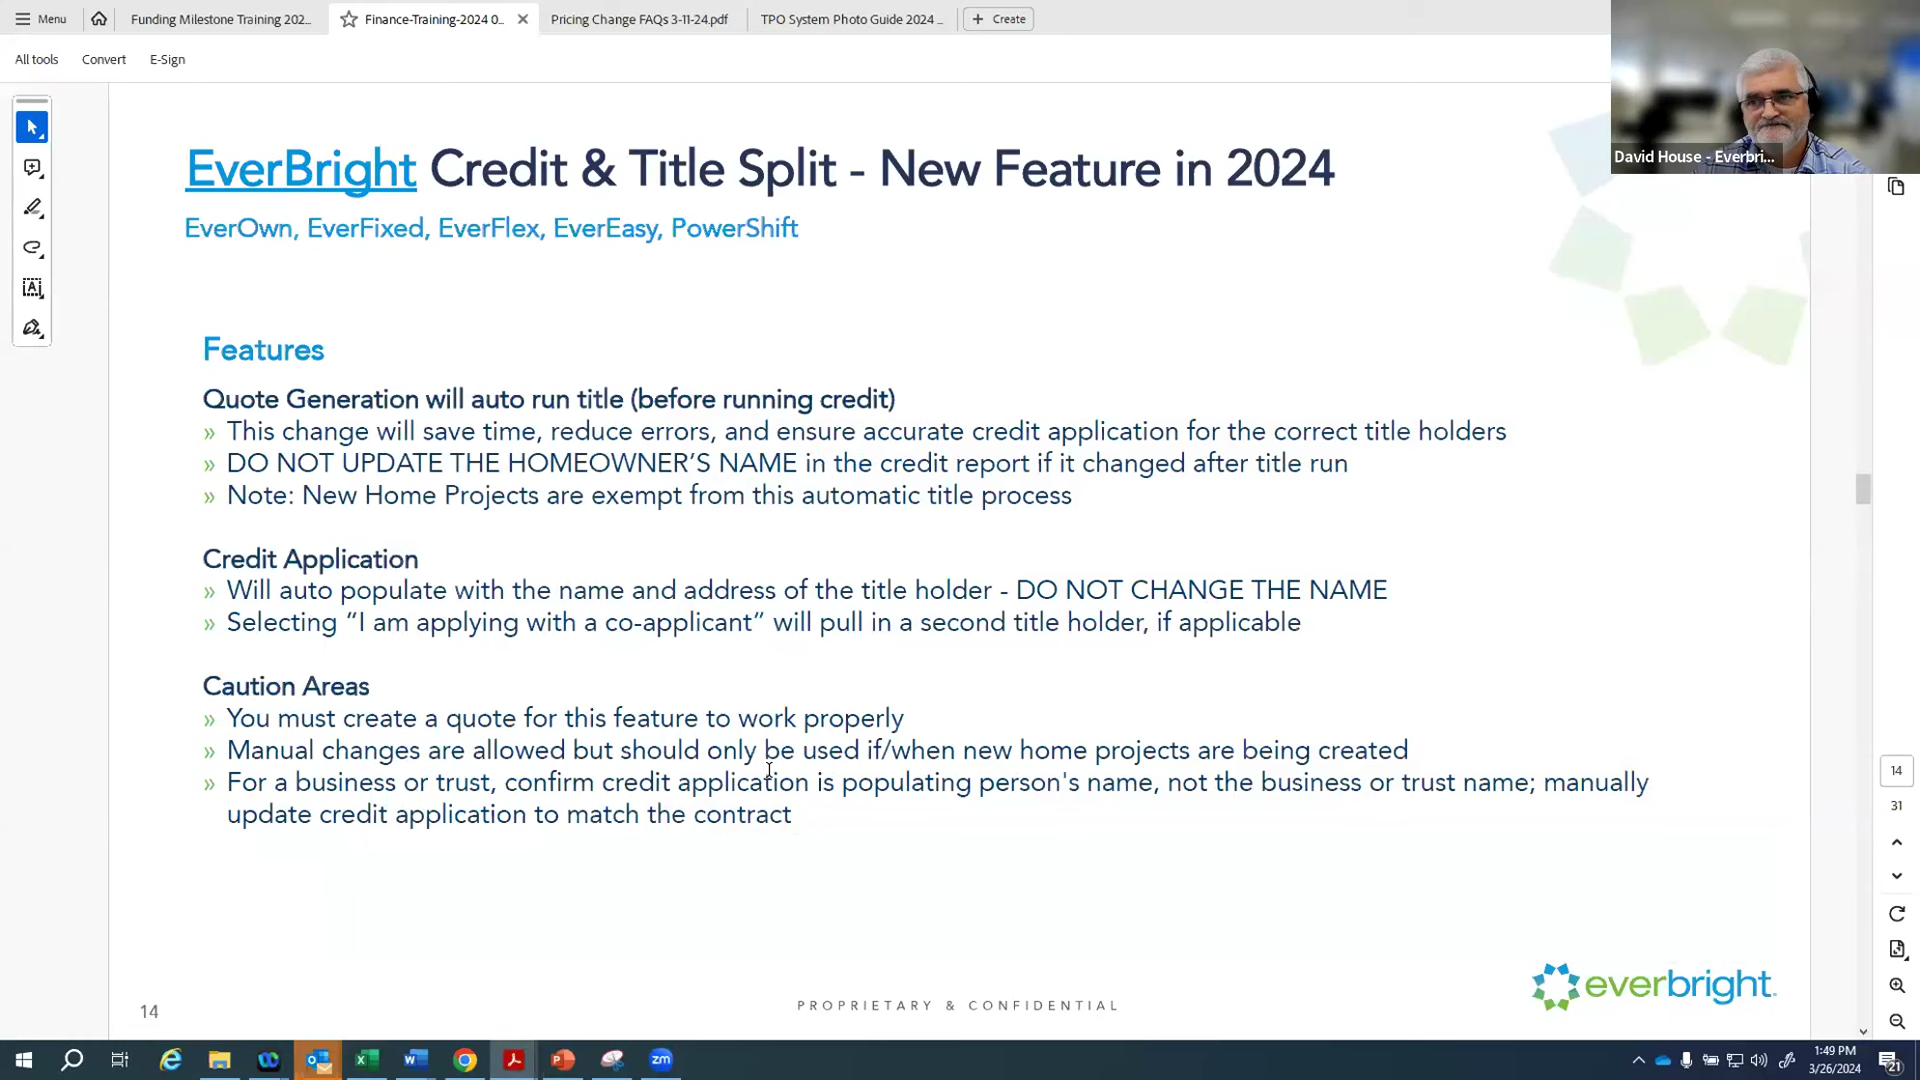 Menu
Funding Milestone Training 202...
Finance-Training-2024 0...
Pricing Change FAQs 3-11-24.pdf
TPO System Photo Guide 2024 ...
Create
All tools
Convert
E-Sign
David House - Everbri...
EverBright Credit & Title Split - New Feature in 2024
EverOwn, EverFixed, EverFlex, EverEasy, PowerShift
Features
Quote Generation will auto run title (before running credit)
» This change will save time, reduce errors, and ensure accurate credit application for the correct title holders
» DO NOT UPDATE THE HOMEOWNER'S NAME in the credit report if it changed after title run
» Note: New Home Projects are exempt from this automatic title process
Credit Application
» Will auto populate with the name and address of the title holder - DO NOT CHANGE THE NAME
» Selecting “I am applying with a co-applicant” will pull in a second title holder, if applicable
Caution Areas
» You must create a quote for this feature to work properly
» Manual changes are allowed but should only be used if/when new home projects are being created
» For a business or trust, confirm credit application is populating person's name, not the business or trust name; manually
update credit application to match the contract
14
31
14
PROPRIETARY & CONFIDENTIAL
everbright.
zm
1:49 PM
3/26/2024
21